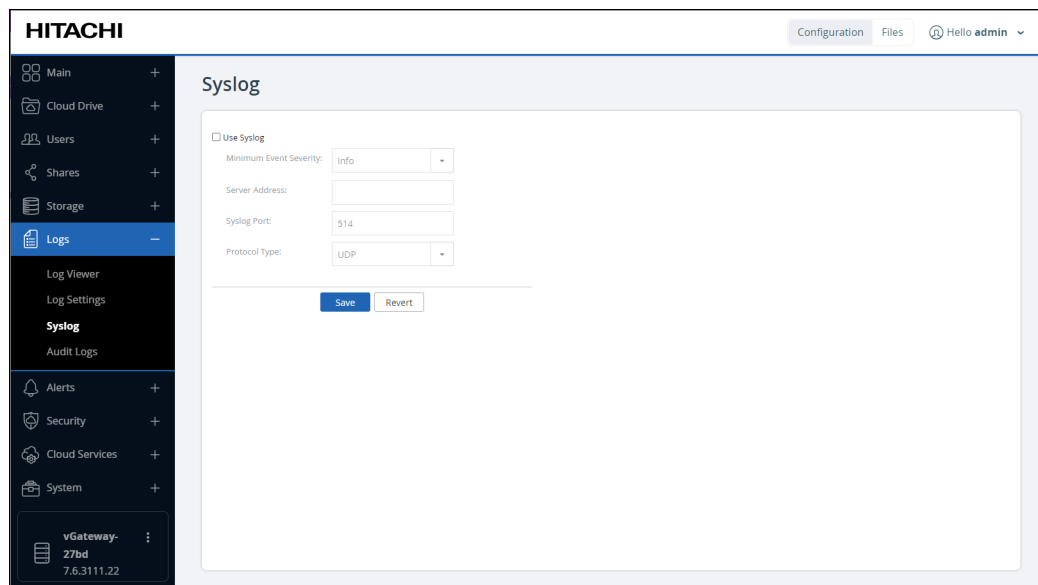 HITACHI
Configuration
Files
Hello admin
Main
Cloud Drive
Users
Shares
Storage
Logs
Log Viewer
Log Settings
Syslog
Audit Logs
Alerts
Security
Cloud Services
System
vGateway-
27bd
7.6.3111.22
Syslog
Use Syslog
Minimum Event Severity: Info
Server Address:
Syslog Port: 514
Protocol Type: UDP
Save Revert